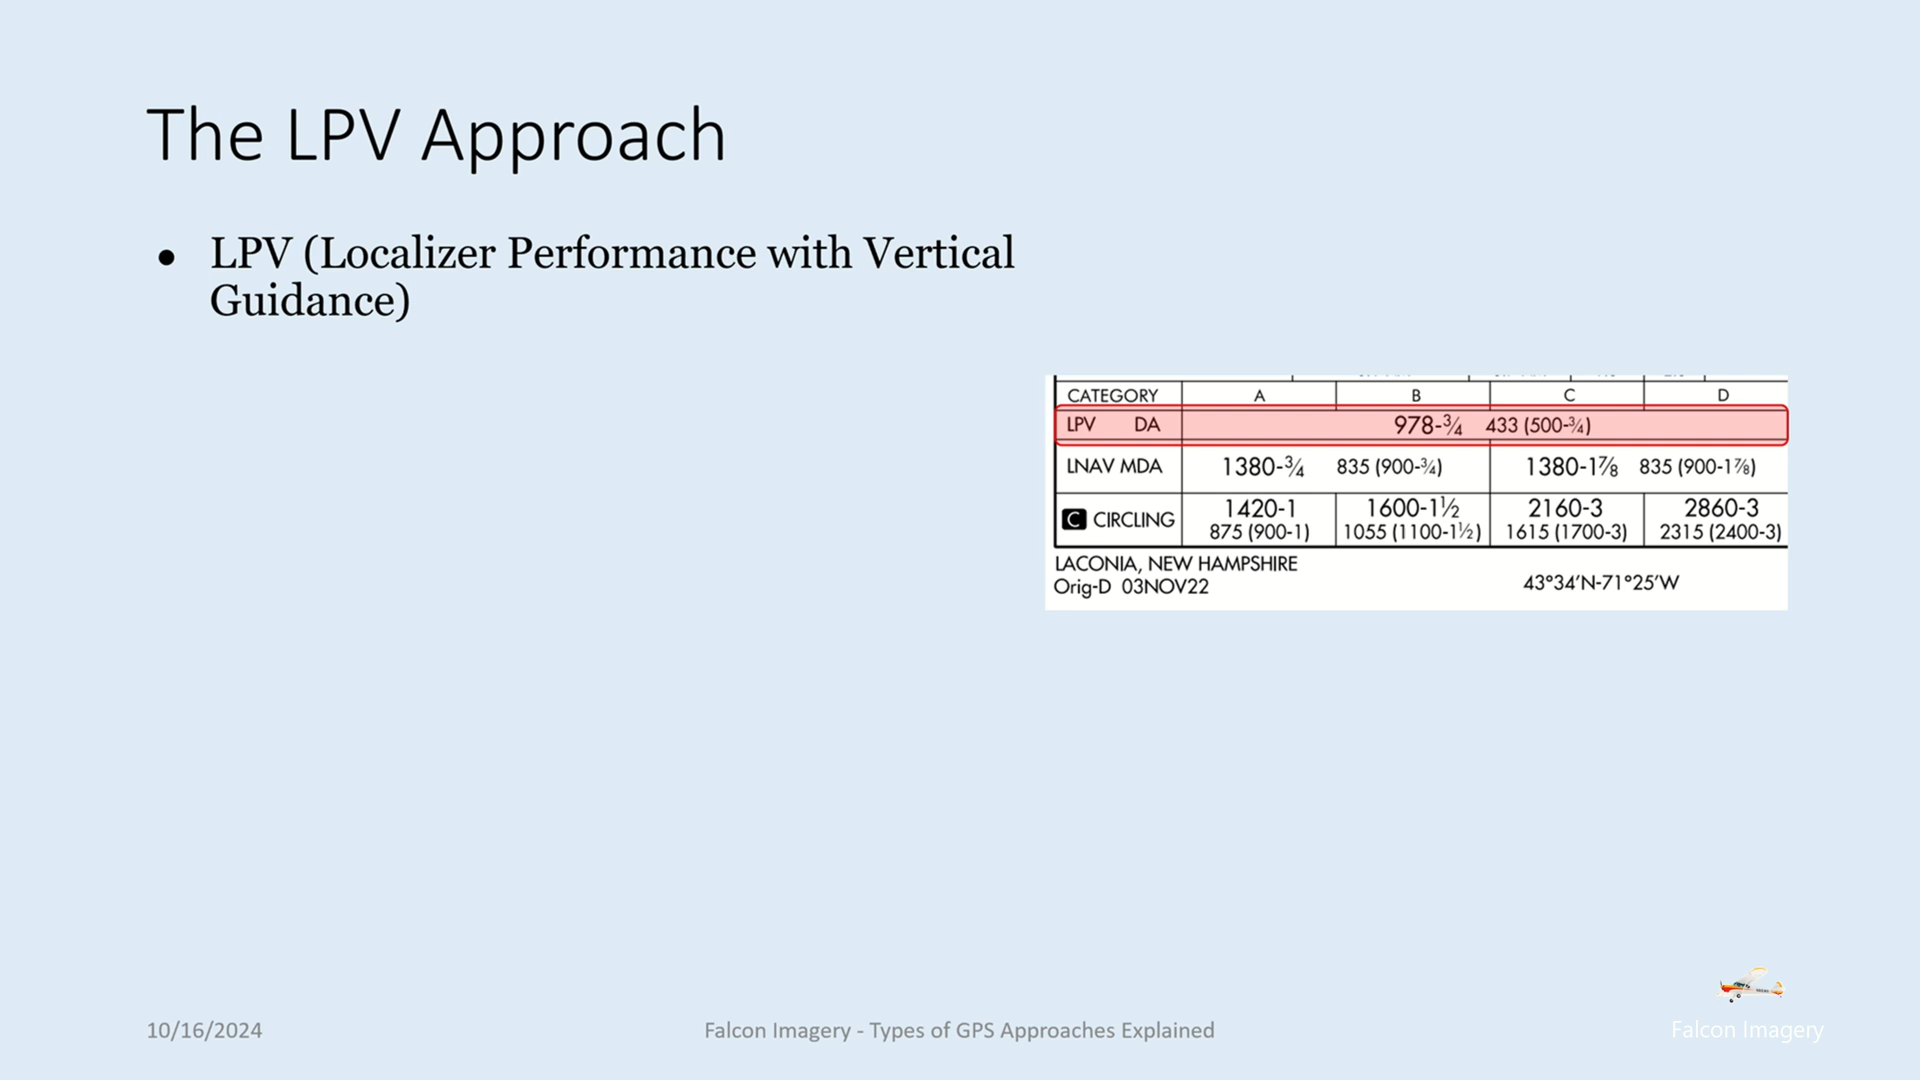 The LPV Approach
● LPV (Localizer Performance with Vertical
Guidance)
CATEGORY A B C D
LPV DA 978-¾ 433 (500-¾)
LNAV MDA 1380-¾ 835 (900-¾) 1380-1⅞ 835 (900-1⅞)
C CIRCLING 1420-1 875 (900-1) 1600-1½ 1055 (1100-1½) 2160-3 1615 (1700-3) 2860-3 2315 (2400-3)
LACONIA, NEW HAMPSHIRE
Orig-D 03NOV22 43°34’N-71°25’W
10/16/2024 Falcon Imagery - Types of GPS Approaches Explained Falcon Imagery